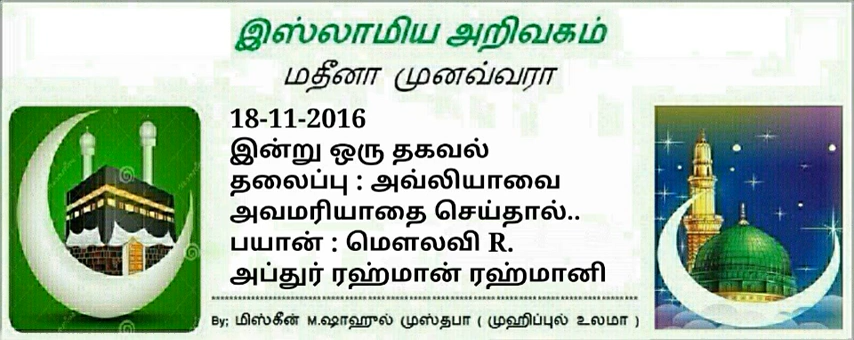 இஸ்லாமிய அறிவகம்
மதீனா முனவ்வரா
18-11-2016
இன்று ஒரு தகவல்
தலைப்பு : அவ்லியாவை
அவமரியாதை செய்தால்..
பயான் : மௌலவி R.
அப்துர் ரஹ்மான் ரஹ்மானி
By; மிஸ்கீன் M.ஷாஹுல் முஸ்தபா ( முஹிப்புல் உலமா )